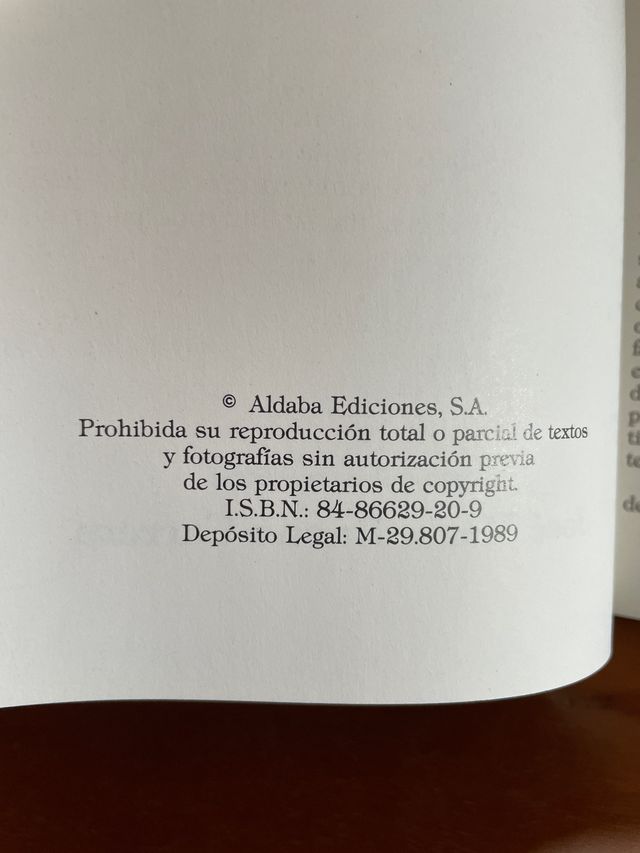 © Aldaba Ediciones, S.A.
Prohibida su reproducción total o parcial de textos
y fotografías sin autorización previa
de los propietarios de copyright.
I.S.B.N.: 84-86629-20-9
Depósito Legal: M-29.807-1989